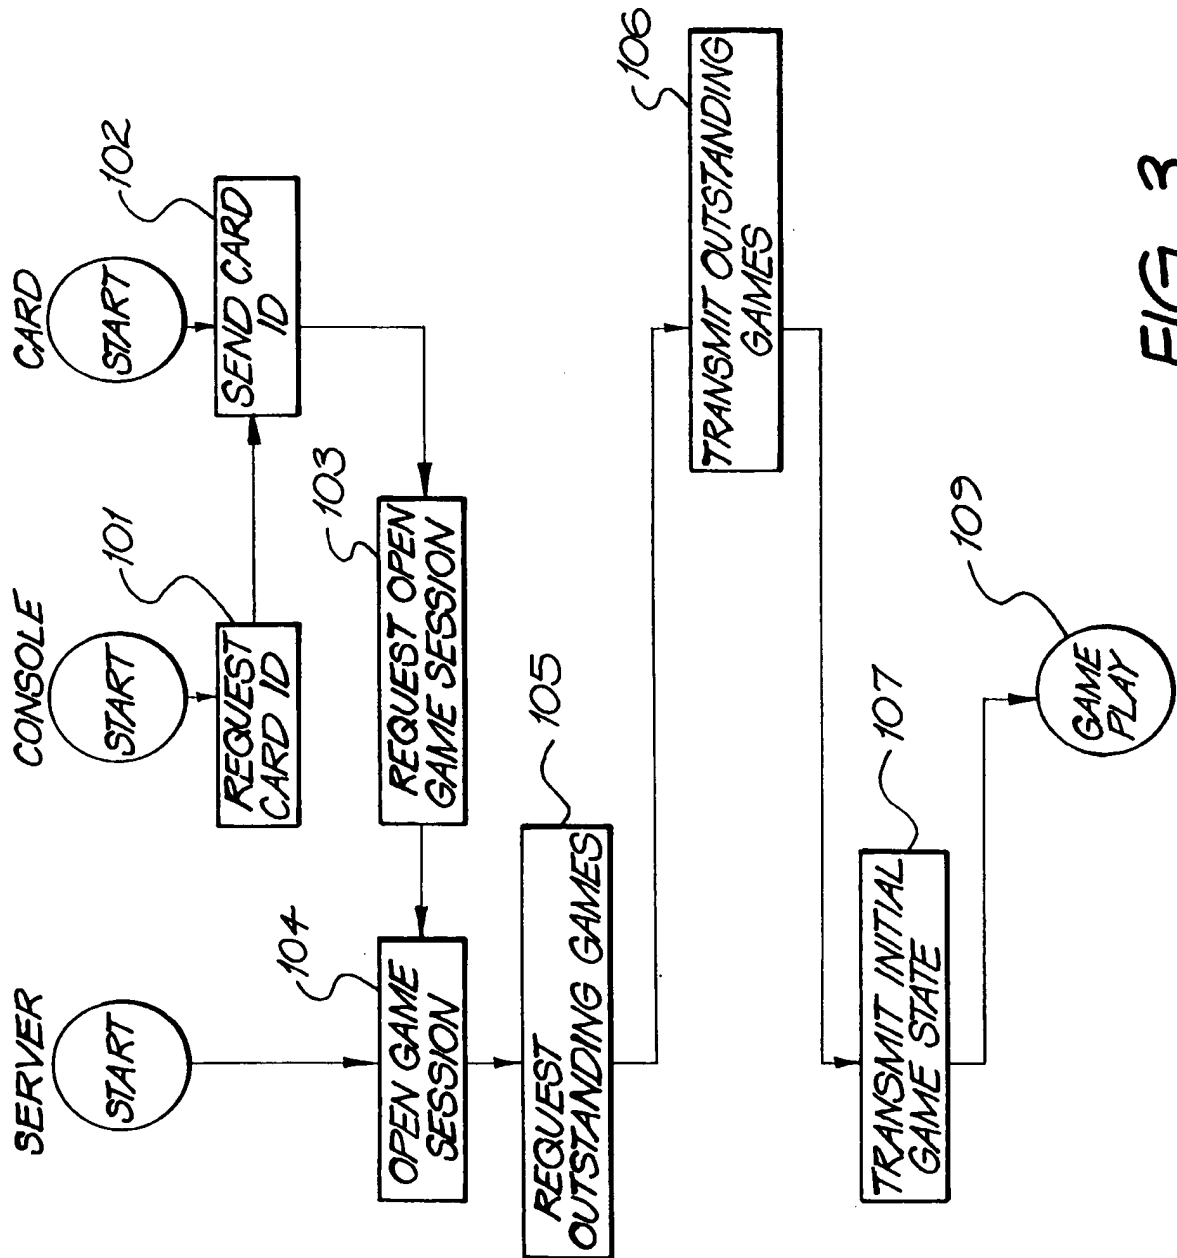 SERVER
CONSOLE
CARD
START
START
START
101
REQUEST
CARD ID
102
SEND CARD
ID
103
REQUEST OPEN
GAME SESSION
104
OPEN GAME
SESSION
105
REQUEST
OUTSTANDING GAMES
106
TRANSMIT OUTSTANDING
GAMES
107
TRANSMIT INITIAL
GAME STATE
109
GAME
PLAY
FIG. 3